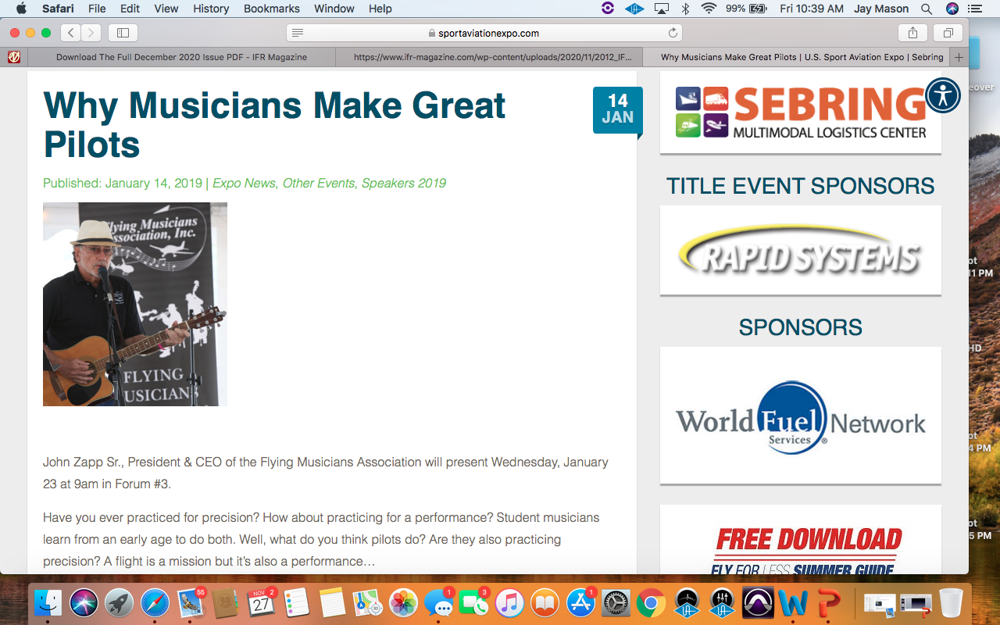 Safari File Edit View History Bookmarks Window Help 99% Fri 10:39 AM Jay Mason
sportaviationexpo.com
Download The Full December 2020 Issue PDF - IFR Magazine
https://www.ifr-magazine.com/wp-content/uploads/2020/11/2012_IF...
Why Musicians Make Great Pilots | U.S. Sport Aviation Expo | Sebring
Why Musicians Make Great
Pilots
14
JAN
Published: January 14, 2019 | Expo News, Other Events, Speakers 2019
Flying Musicians
Association, Inc.
FLYING
USICIANS
John Zapp Sr., President & CEO of the Flying Musicians Association will present Wednesday, January
23 at 9am in Forum #3.
Have you ever practiced for precision? How about practicing for a performance? Student musicians
learn from an early age to do both. Well, what do you think pilots do? Are they also practicing
precision? A flight is a mission but it's also a performance...
SEBRING
MULTIMODAL LOGISTICS CENTER
TITLE EVENT SPONSORS
RAPID SYSTEMS
SPONSORS
World Fuel Network
Services ®
FREE DOWNLOAD
FLY FOR LESS SUMMER GUIDE
eover
ot
11 PM
HD
ot
4 PM
ot
5 PM
55
NOV 2
27
30
1
3
1